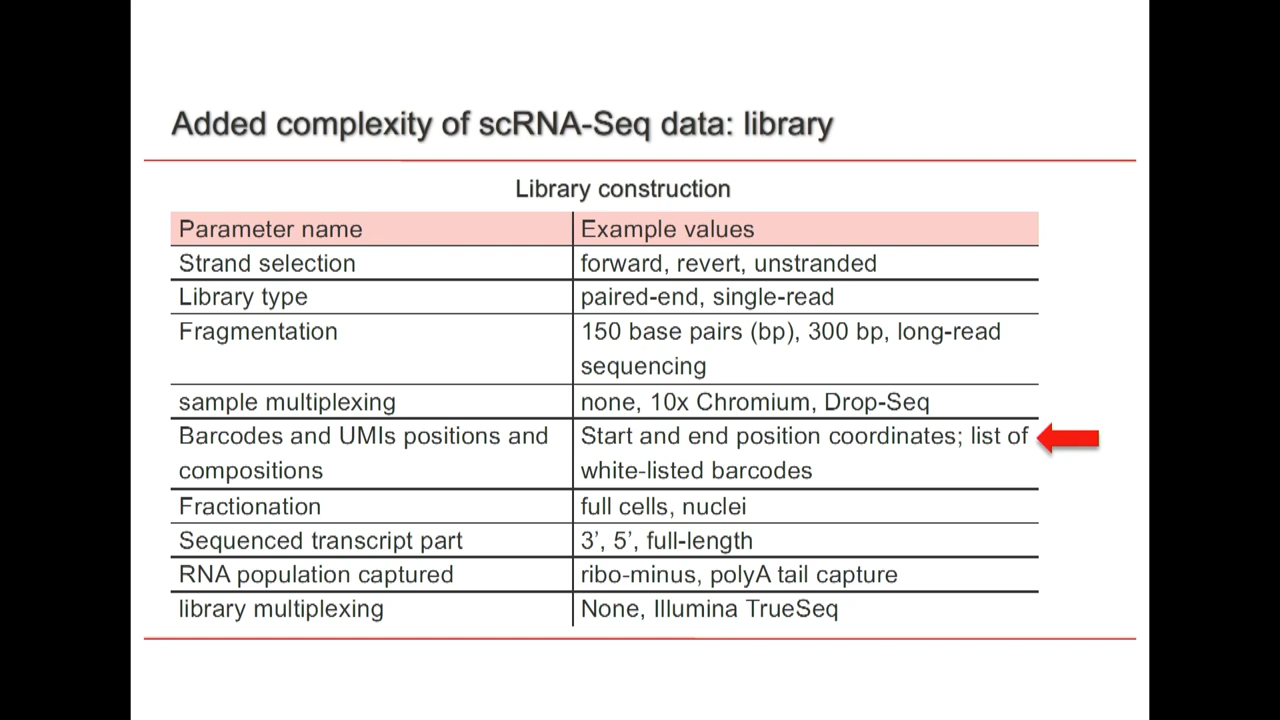 Added complexity of scRNA-Seq data: library
Library construction
Parameter name Example values
Strand selection forward, revert, unstranded
Library type paired-end, single-read
Fragmentation 150 base pairs (bp), 300 bp, long-read
sequencing
sample multiplexing none, 10x Chromium, Drop-Seq
Barcodes and UMIs positions and Start and end position coordinates; list of
compositions white-listed barcodes
Fractionation full cells, nuclei
Sequenced transcript part 3’, 5’, full-length
RNA population captured ribo-minus, polyA tail capture
library multiplexing None, Illumina TrueSeq